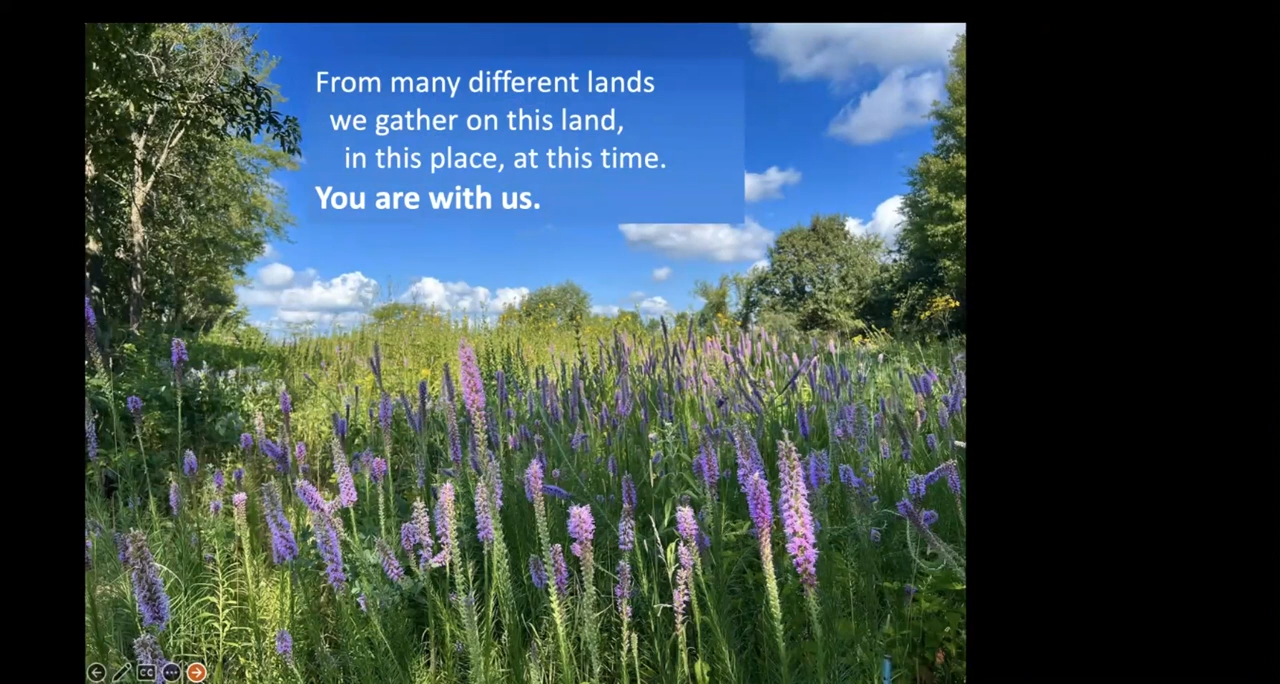 From many different lands
we gather on this land,
in this place, at this time.
You are with us.
CC